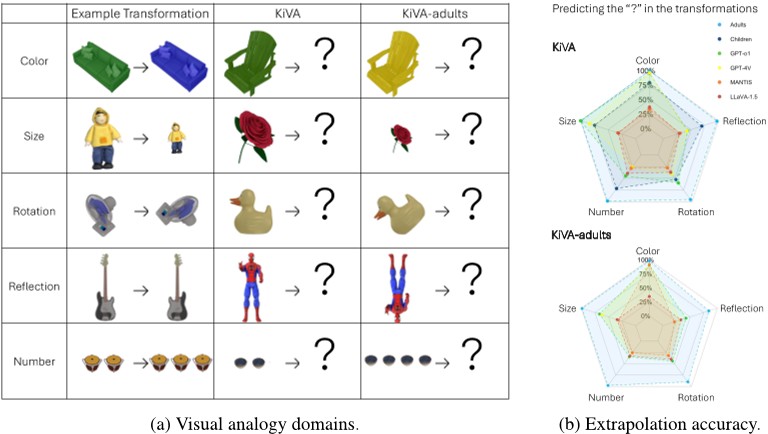 Example Transformation KiVA KiVA-adults
Color → ? → ?
Size → ? → ?
Rotation → ? → ?
Reflection → ? → ?
Number → ? → ?
(a) Visual analogy domains.
Predicting the “?” in the transformations
Adults
Children
GPT-o1
GPT-4V
MANTIS
LLaVA-1.5
KiVA
Color
100%
75%
50%
25%
0%
Size
Reflection
Number
Rotation
KiVA-adults
Color
100%
75%
50%
25%
0%
Size
Reflection
Number
Rotation
(b) Extrapolation accuracy.